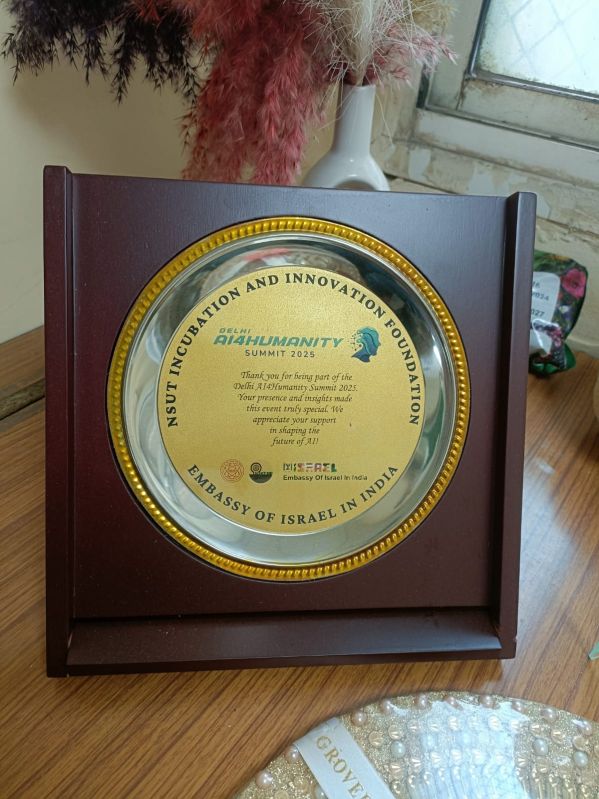 NSUT INCUBATION AND INNOVATION FOUNDATION
DELHI
AI4HUMANITY
SUMMIT 2025
Thank you for being part of the
Delhi AI4Humanity Summit 2025.
Your presence and insights made
this event truly special. We
appreciate your support
in shaping the
future of AI!
ISRAEL
Embassy Of Israel In India
EMBASSY OF ISRAEL IN INDIA
GROVE